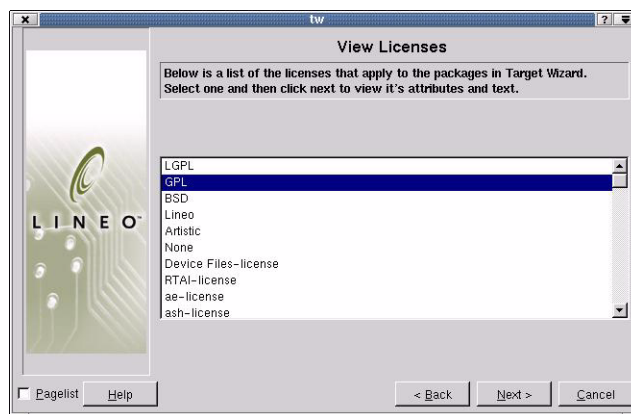 tw
View Licenses
Below is a list of the licenses that apply to the packages in Target Wizard.
Select one and then click next to view it's attributes and text.
LINEO
LGPL
GPL
BSD
Lineo
Artistic
None
Device Files-license
RTAI-license
ae-license
ash-license
Pagelist
Help
< Back
Next >
Cancel